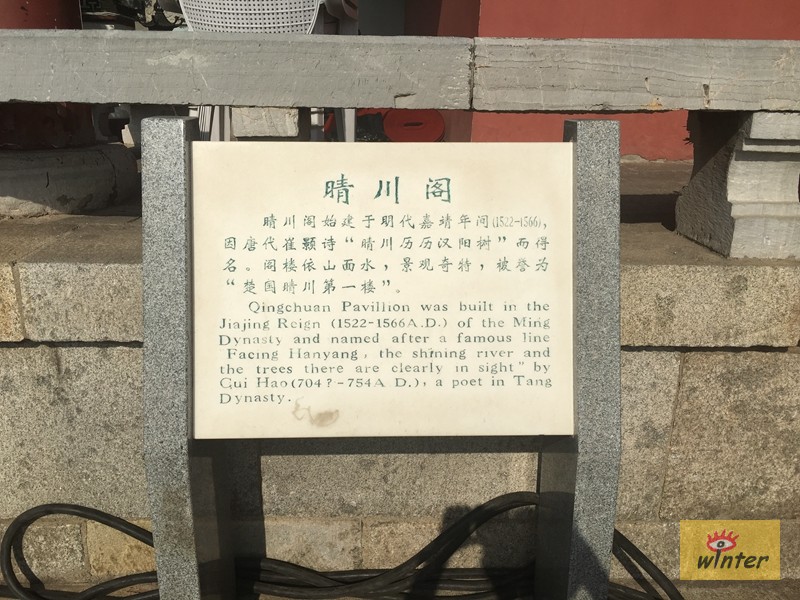 晴川阁
晴川阁始建于明代嘉靖年间(1522-1566),
因唐代崔颢诗“晴川历历汉阳树”而得
名。阁楼依山面水,景观奇特,被誉为
“楚国晴川第一楼”。
Qingchuan Pavillion was built in the
Jiajing Reign (1522-1566A.D.) of the Ming
Dynasty and named after a famous line
Facing Hanyang, the shining river and
the trees there are clearly in sight" by
Cui Hao(704?-754A D.), a poet in Tang
Dynasty.
winter